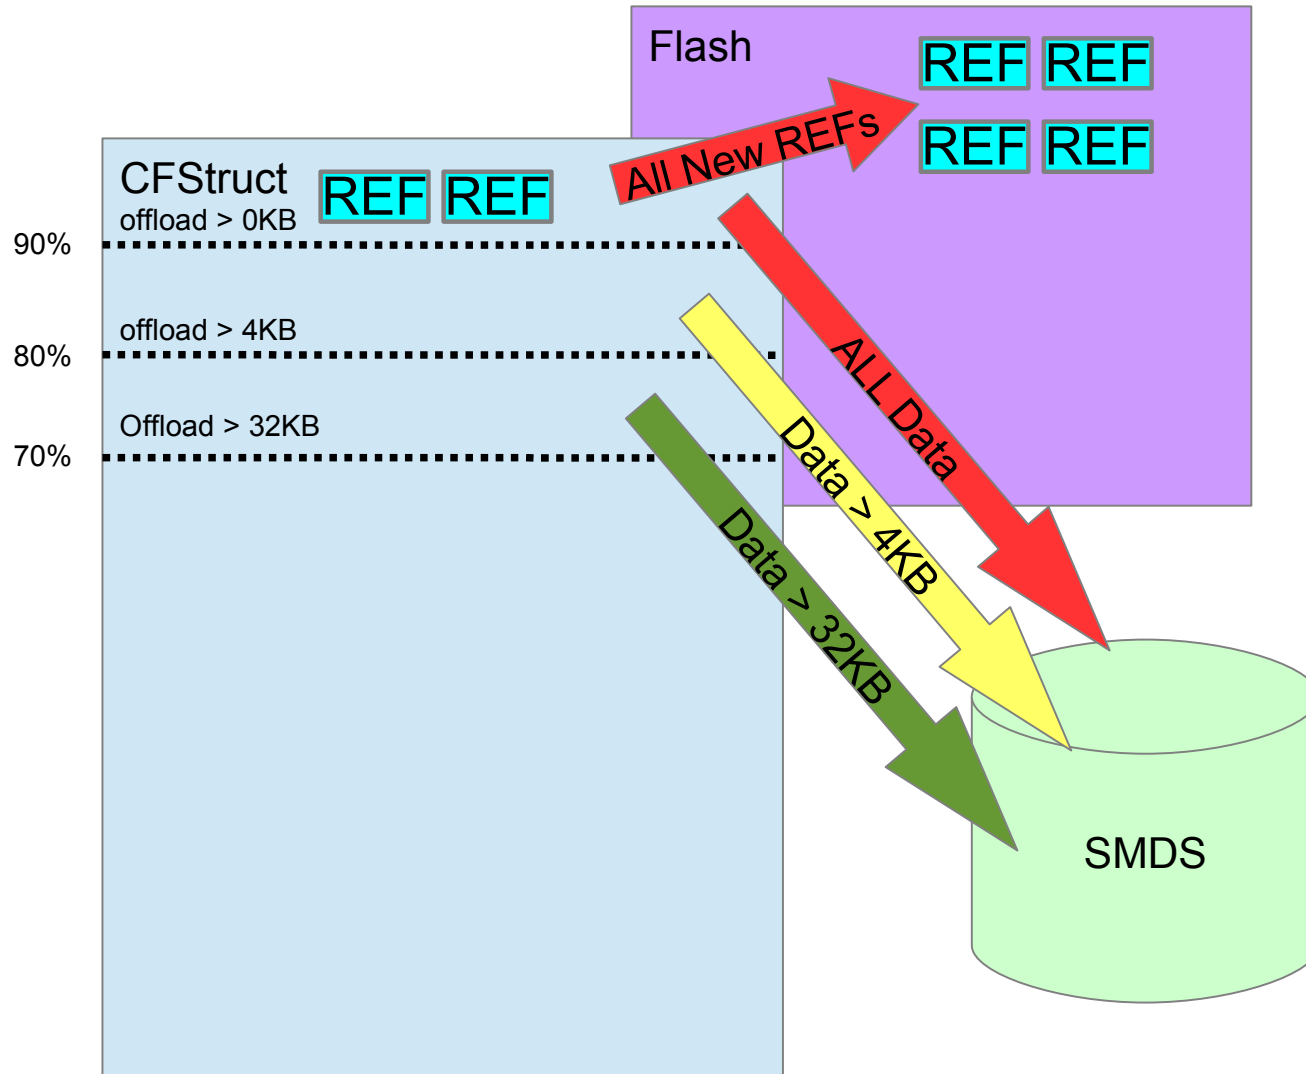 Flash
REF REF
REF REF
All New REFs
CFStruct
REF REF
offload > 0KB
90%
offload > 4KB
80%
Offload > 32KB
70%
ALL Data
Data > 4KB
Data > 32KB
SMDS